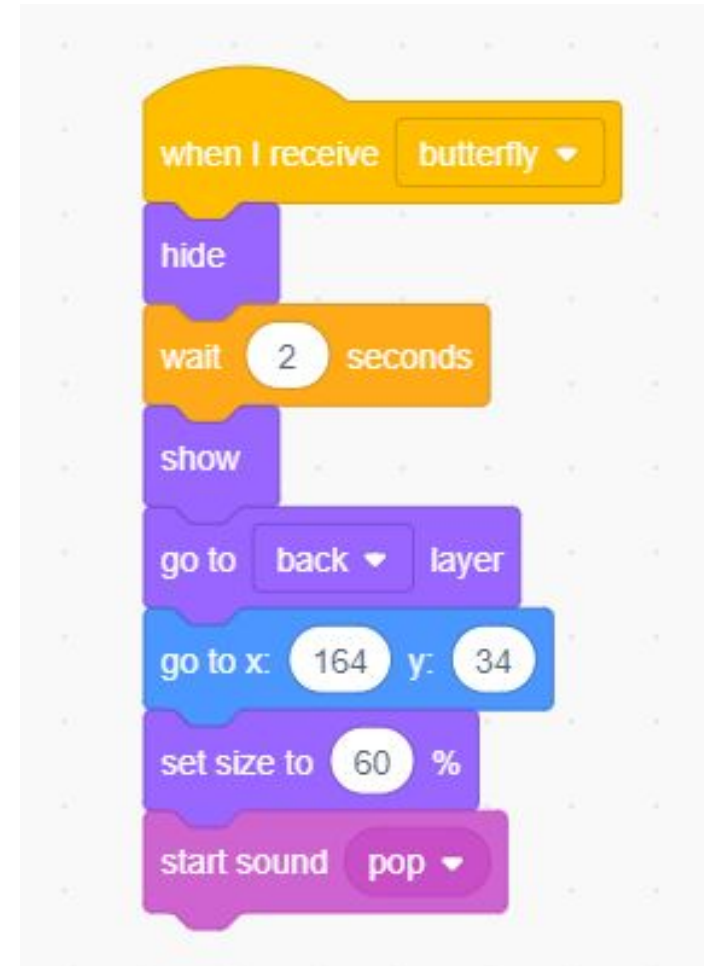 when I receive butterfly
hide
wait 2 seconds
show
go to back layer
go to x: 164 y: 34
set size to 60 %
start sound pop